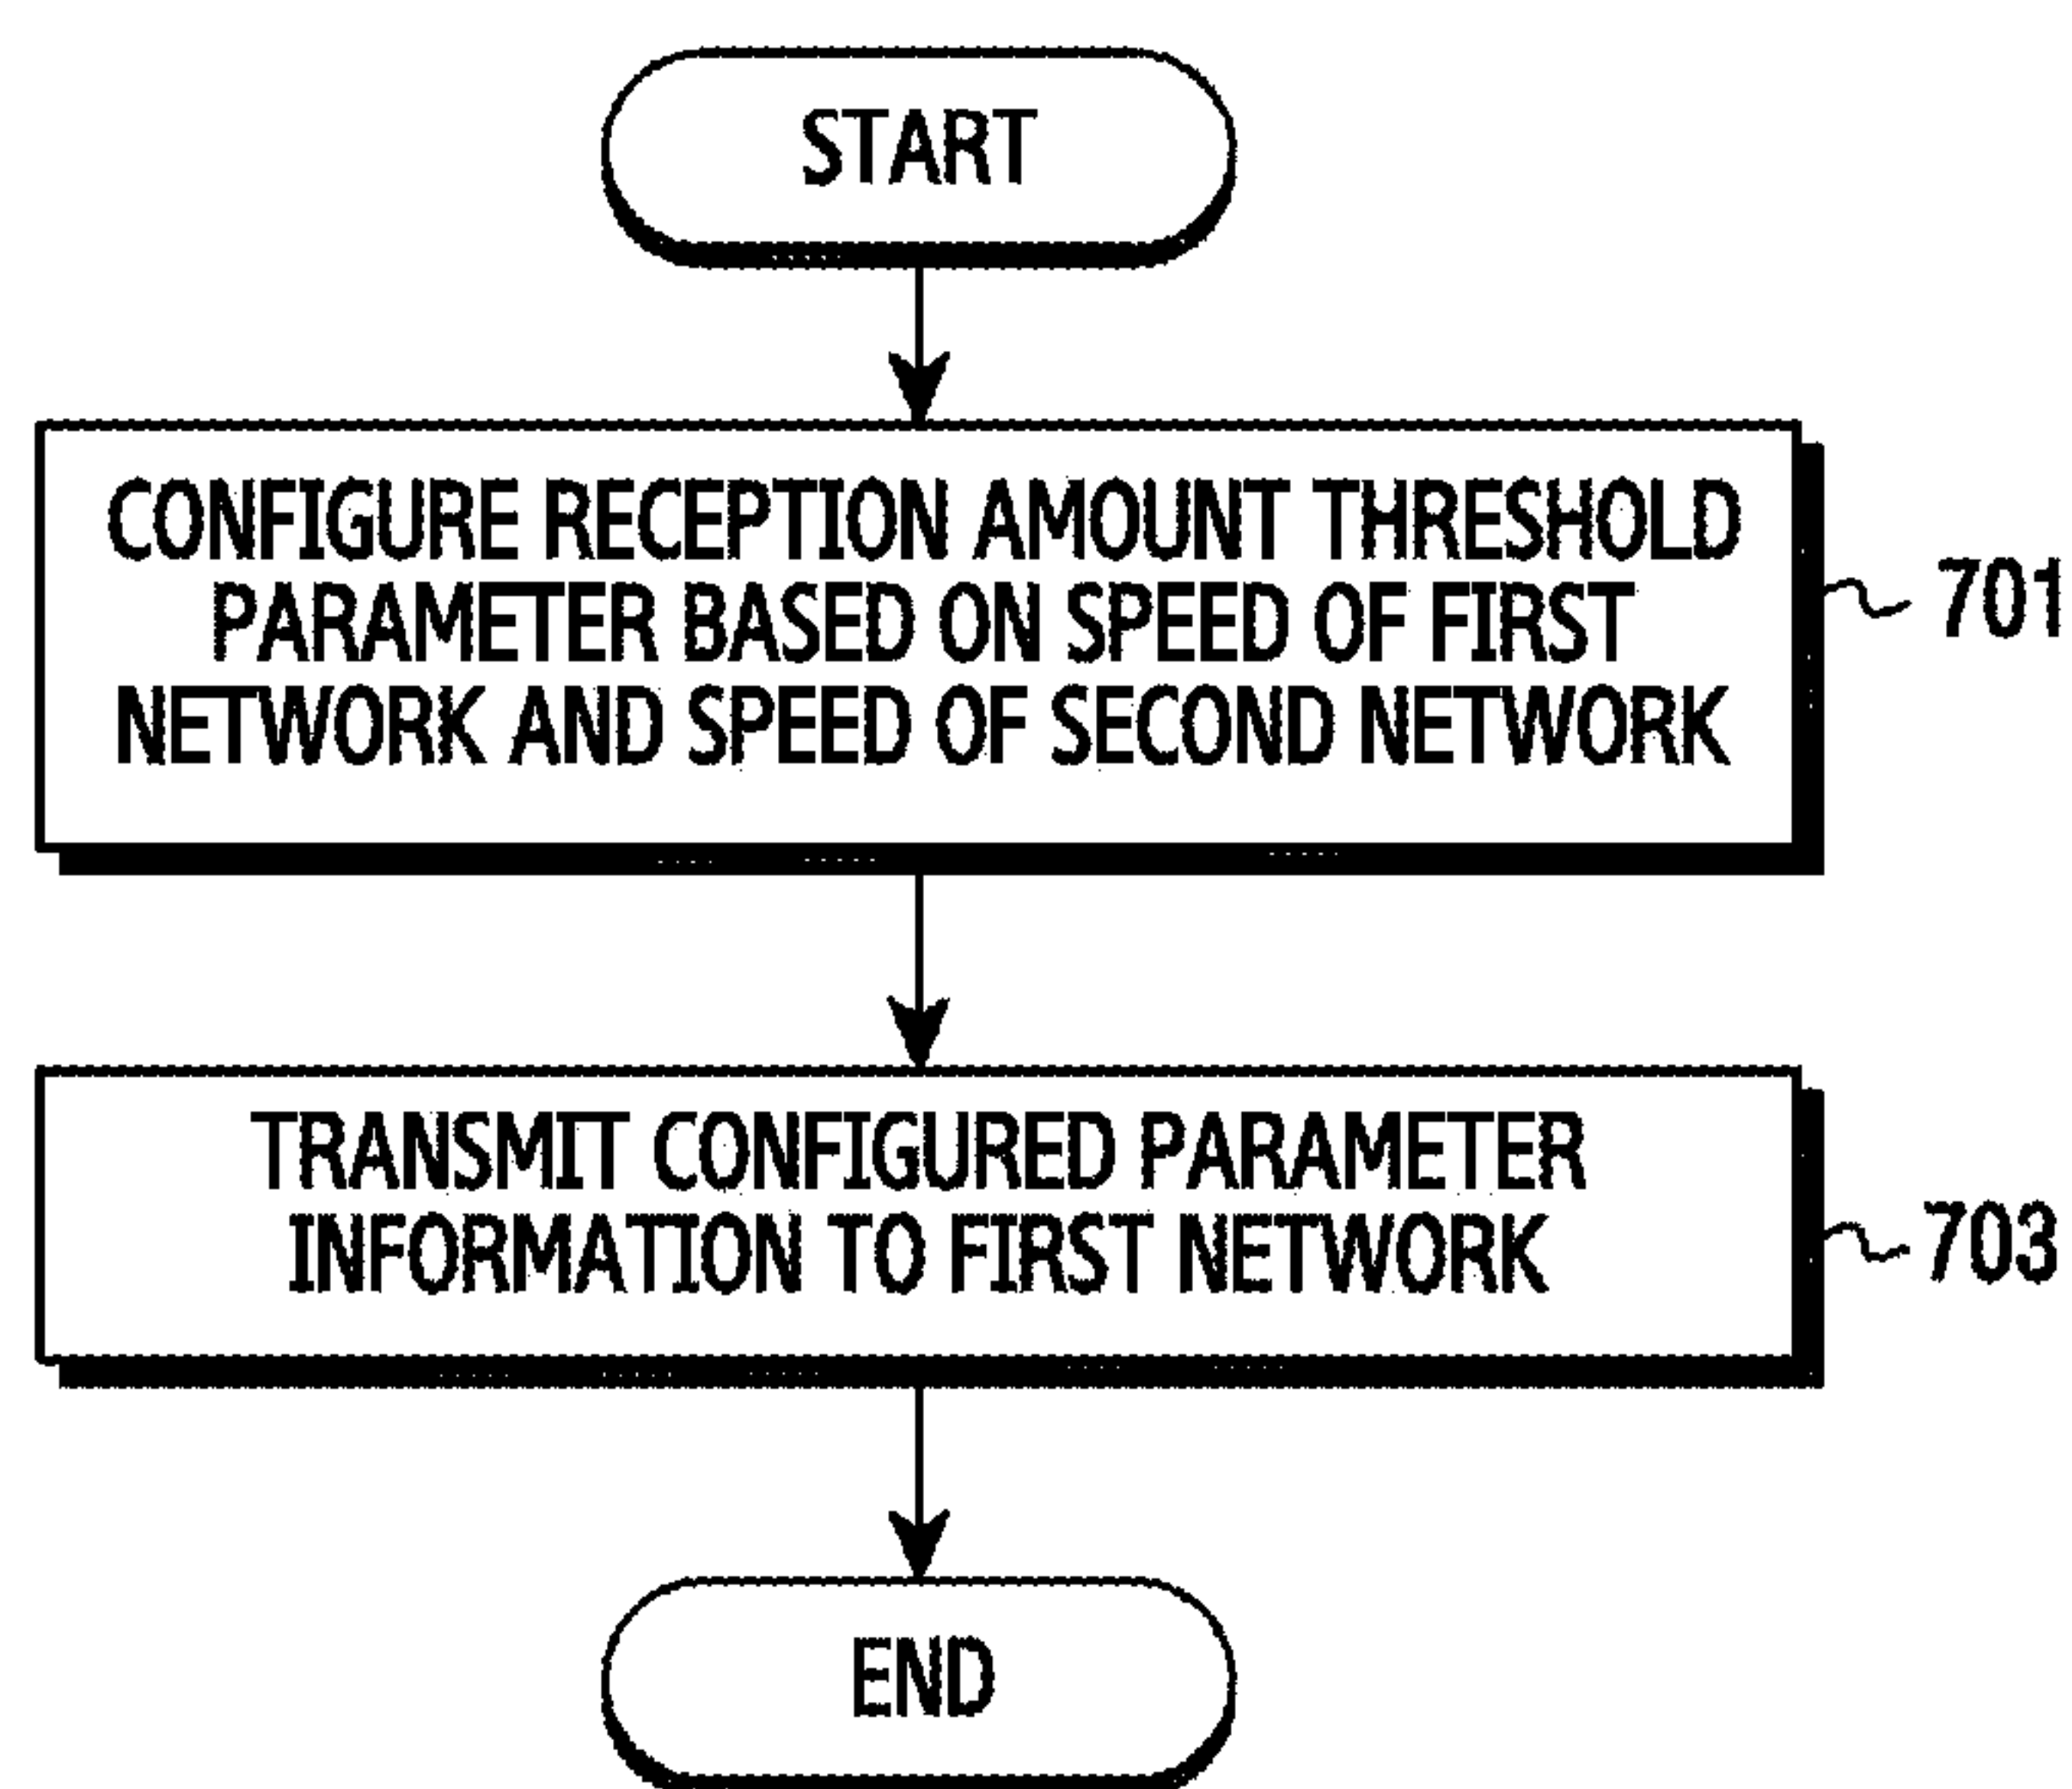 START
CONFIGURE RECEPTION AMOUNT THRESHOLD
PARAMETER BASED ON SPEED OF FIRST
NETWORK AND SPEED OF SECOND NETWORK
701
TRANSMIT CONFIGURED PARAMETER
INFORMATION TO FIRST NETWORK
703
END